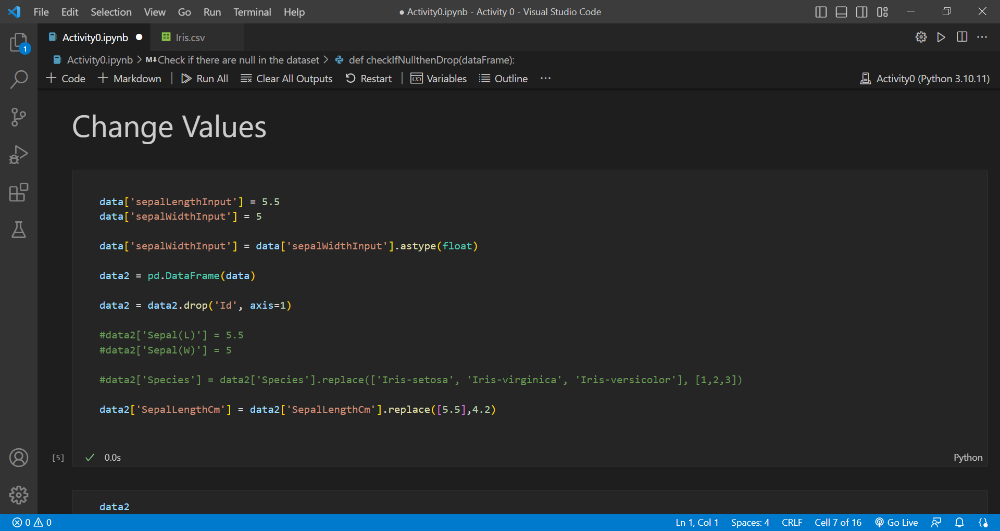 File Edit Selection View Go Run Terminal Help
● Activity0.ipynb - Activity 0 - Visual Studio Code
Activity0.ipynb ●
Iris.csv
1
Activity0.ipynb > M↓Check if there are null in the dataset > def checkIfNullthenDrop(dataFrame):
+ Code + Markdown | Run All Clear All Outputs Restart | (x) Variables Outline ···
Activity0 (Python 3.10.11)
Change Values
data['sepalLengthInput'] = 5.5
data['sepalWidthInput'] = 5
data['sepalWidthInput'] = data['sepalWidthInput'].astype(float)
data2 = pd.DataFrame(data)
data2 = data2.drop('Id', axis=1)
#data2['Sepal(L)'] = 5.5
#data2['Sepal(W)'] = 5
#data2['Species'] = data2['Species'].replace(['Iris-setosa', 'Iris-virginica', 'Iris-versicolor'], [1,2,3])
data2['SepalLengthCm'] = data2['SepalLengthCm'].replace([5.5],4.2)
[5] ✓ 0.0s
Python
data2
0 0
Ln 1, Col 1 Spaces: 4 CRLF Cell 7 of 16 Go Live